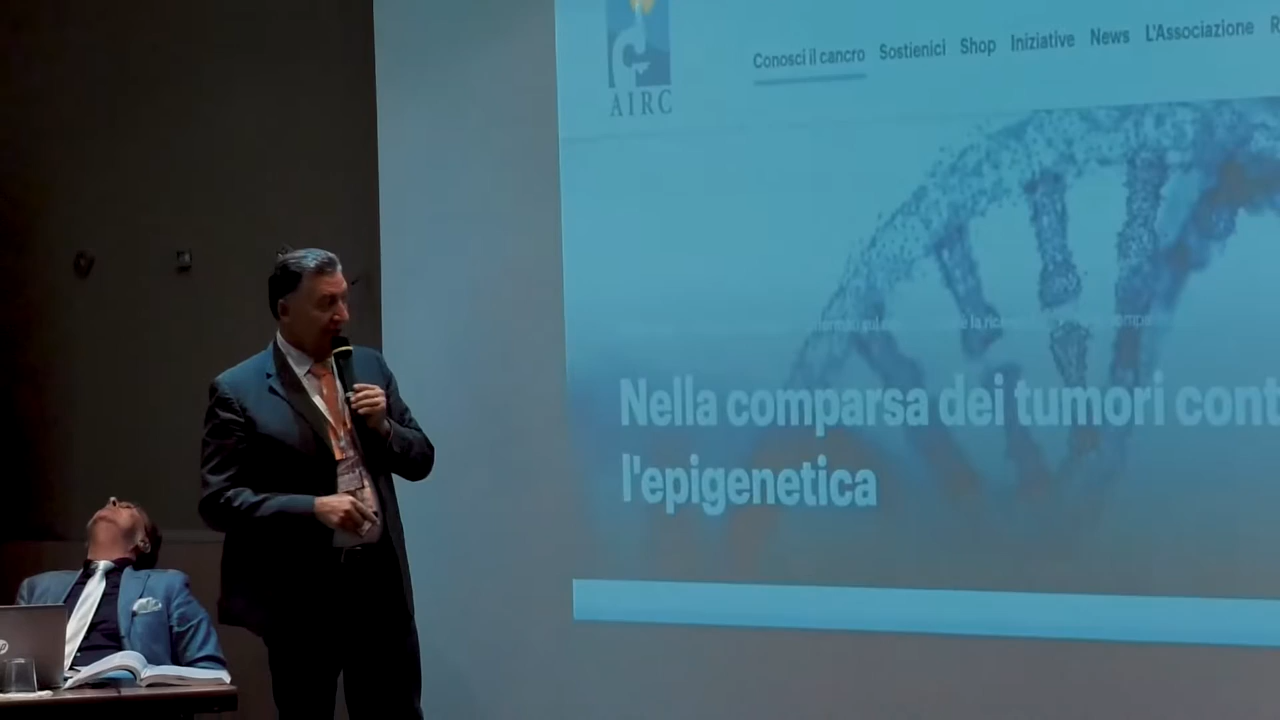 AIRC
Conosci il cancro Sostienici Shop Iniziative News L'Associazione R
Nella comparsa dei tumori cont
l'epigenetica